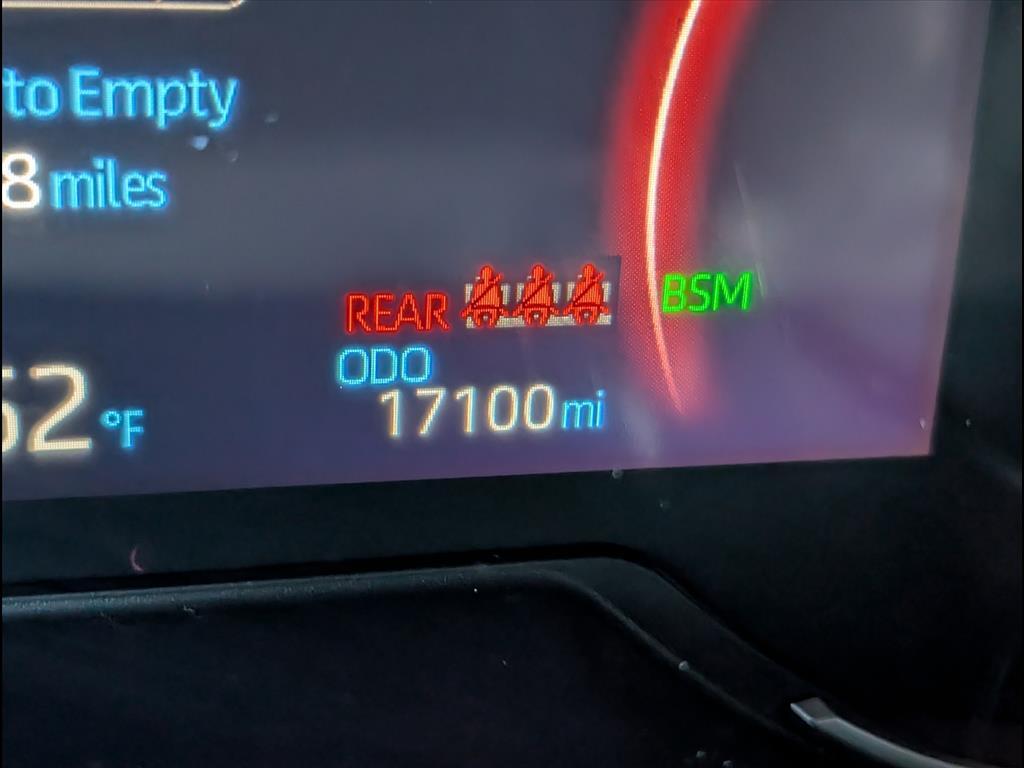 to Empty
8 miles
REAR
BSM
ODO
17100 mi
52 °F